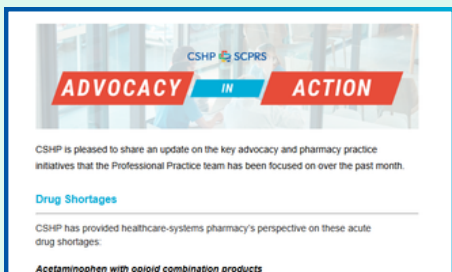 CSHP SCPRS
ADVOCACY IN ACTION
CSHP is pleased to share an update on the key advocacy and pharmacy practice
initiatives that the Professional Practice team has been focused on over the past month.
Drug Shortages
CSHP has provided healthcare-systems pharmacy's perspective on these acute
drug shortages:
Acetaminophen with opioid combination products